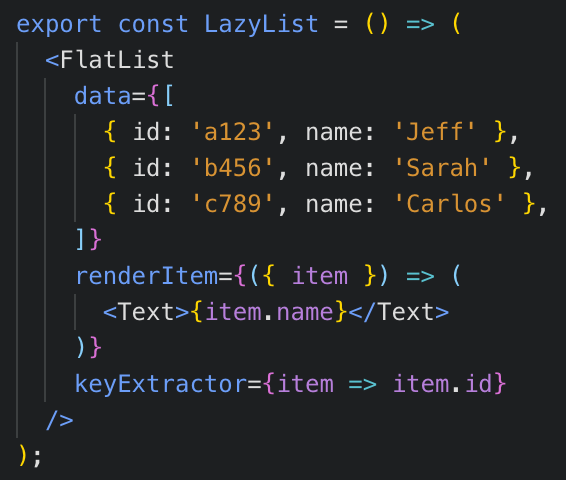 export const LazyList = () => (
  <FlatList
    data={[
      { id: 'a123', name: 'Jeff' },
      { id: 'b456', name: 'Sarah' },
      { id: 'c789', name: 'Carlos' },
    ]}
    renderItem={({ item }) => (
      <Text>{item.name}</Text>
    )}
    keyExtractor={item => item.id}
  />
);